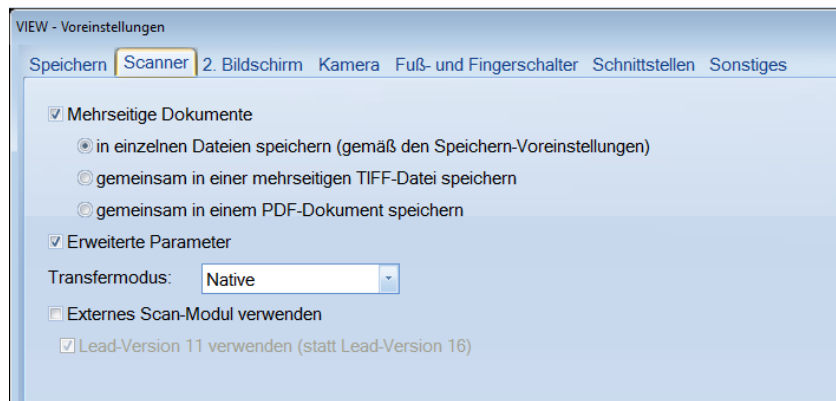 VIEW - Voreinstellungen
Speichern Scanner 2. Bildschirm Kamera Fuß- und Fingerschalter Schnittstellen Sonstiges
Mehrseitige Dokumente
in einzelnen Dateien speichern (gemäß den Speichern-Voreinstellungen)
gemeinsam in einer mehrseitigen TIFF-Datei speichern
gemeinsam in einem PDF-Dokument speichern
Erweiterte Parameter
Transfermodus: Native
Externes Scan-Modul verwenden
Lead-Version 11 verwenden (statt Lead-Version 16)